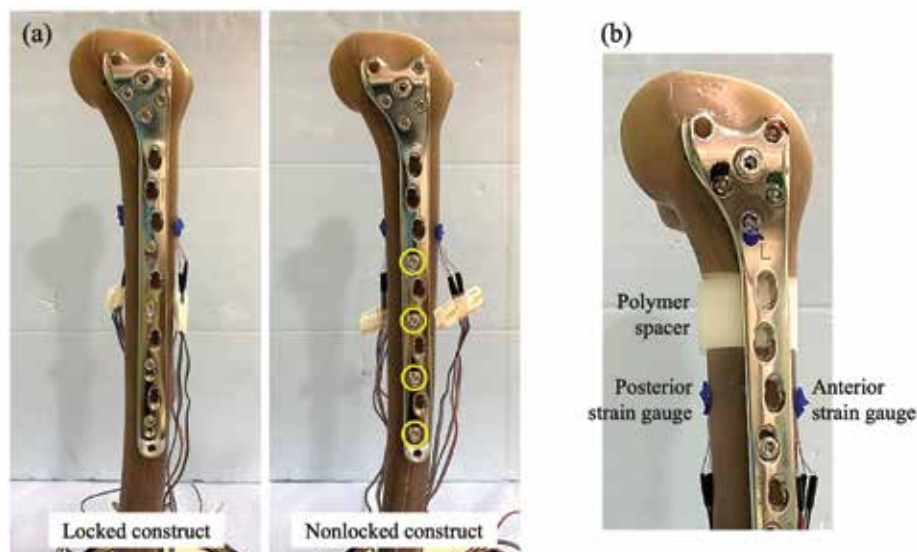 (a)
Locked construct
Nonlocked construct
(b)
L
Polymer
spacer
Posterior
strain gauge
Anterior
strain gauge